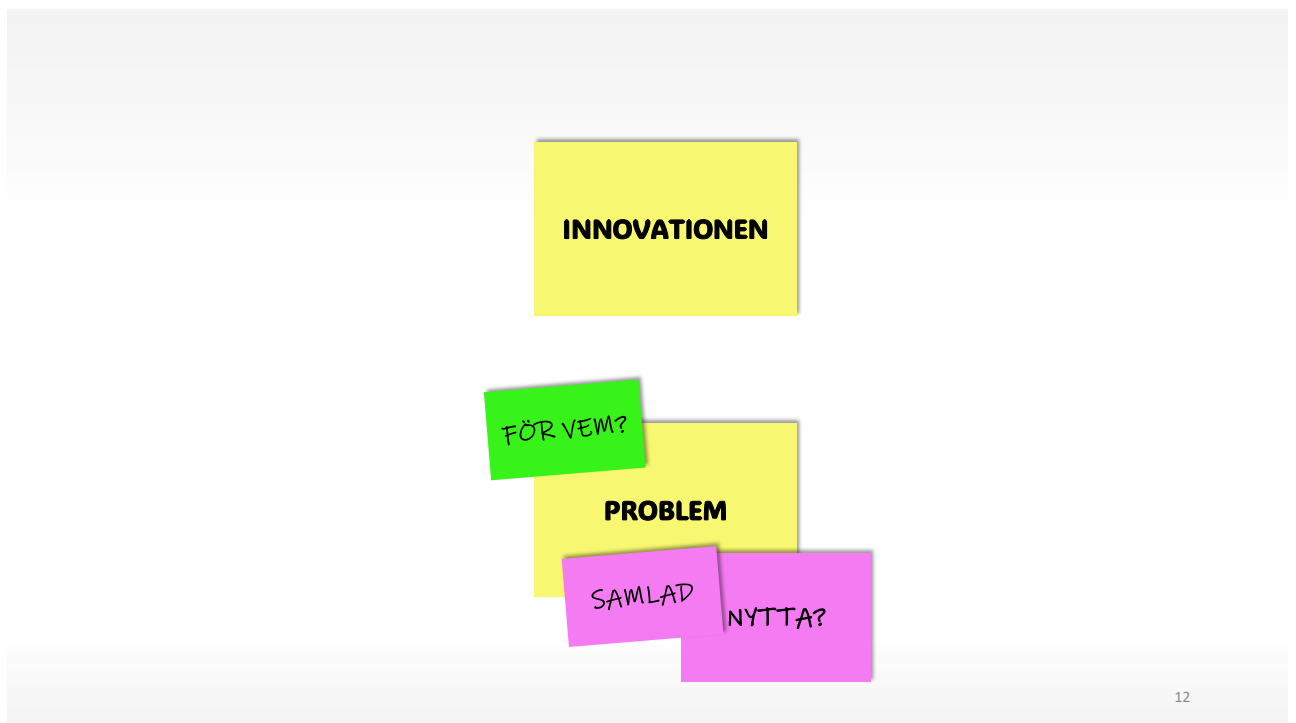 INNOVATIONEN
FÖR VEM?
PROBLEM
SAMLAD
NYTTA?
12